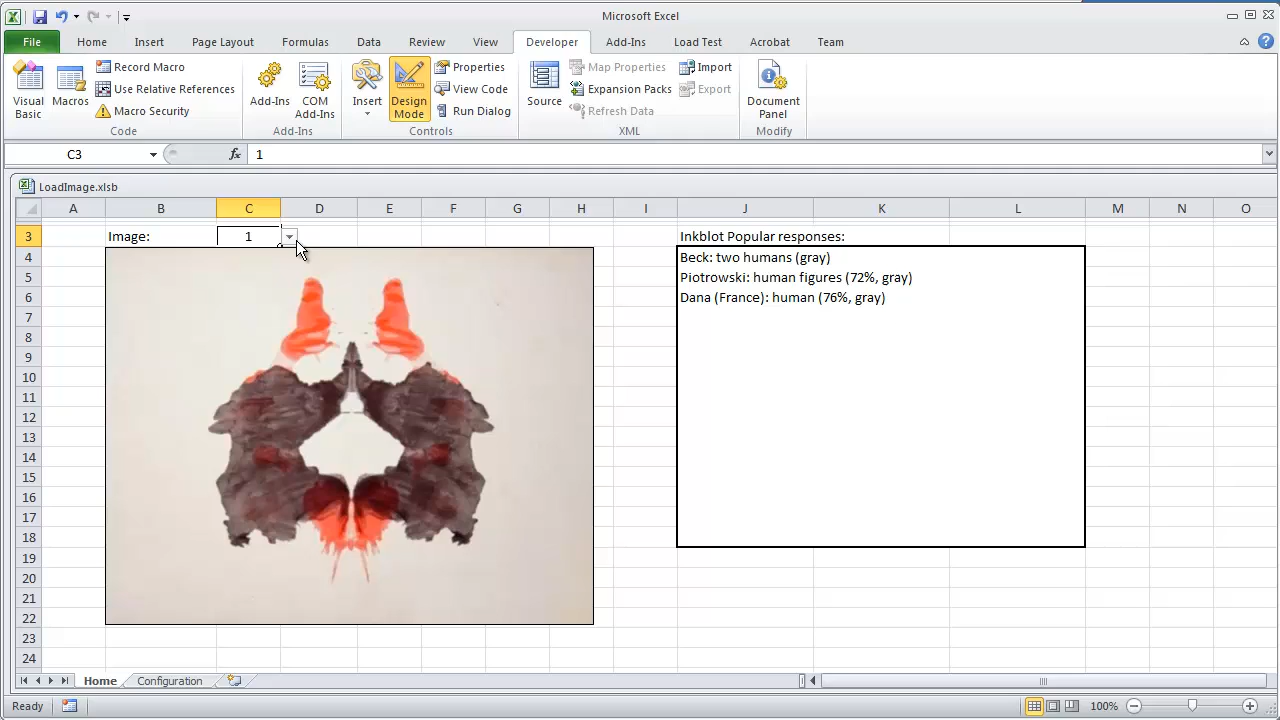 Microsoft Excel
File Home Insert Page Layout Formulas Data Review View Developer Add-Ins Load Test Acrobat Team
Visual Basic
Macros
Record Macro
Use Relative References
Macro Security
Code
Add-Ins
COM Add-Ins
Add-Ins
Insert
Design Mode
Properties
View Code
Run Dialog
Controls
Source
Map Properties
Expansion Packs
Refresh Data
Import
Export
XML
Document Panel
Modify
C3 fx 1
LoadImage.xlsb
A B C D E F G H I J K L M N O
3 Image: 1 Inkblot Popular responses:
4 Beck: two humans (gray)
5 Piotrowski: human figures (72%, gray)
6 Dana (France): human (76%, gray)
7
8
9
10
11
12
13
14
15
16
17
18
19
20
21
22
23
24
Home Configuration
Ready 100%